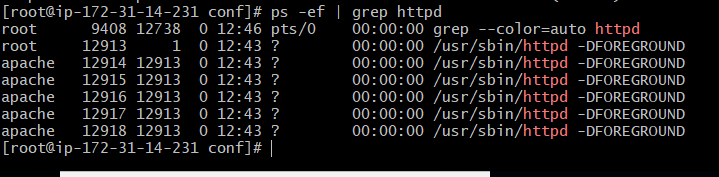 [root@ip-172-31-14-231 conf]# ps -ef | grep httpd
root      9408 12738  0 12:46 pts/0    00:00:00 grep --color=auto httpd
root     12913     1  0 12:43 ?        00:00:00 /usr/sbin/httpd -DFOREGROUND
apache   12914 12913  0 12:43 ?        00:00:00 /usr/sbin/httpd -DFOREGROUND
apache   12915 12913  0 12:43 ?        00:00:00 /usr/sbin/httpd -DFOREGROUND
apache   12916 12913  0 12:43 ?        00:00:00 /usr/sbin/httpd -DFOREGROUND
apache   12917 12913  0 12:43 ?        00:00:00 /usr/sbin/httpd -DFOREGROUND
apache   12918 12913  0 12:43 ?        00:00:00 /usr/sbin/httpd -DFOREGROUND
[root@ip-172-31-14-231 conf]#